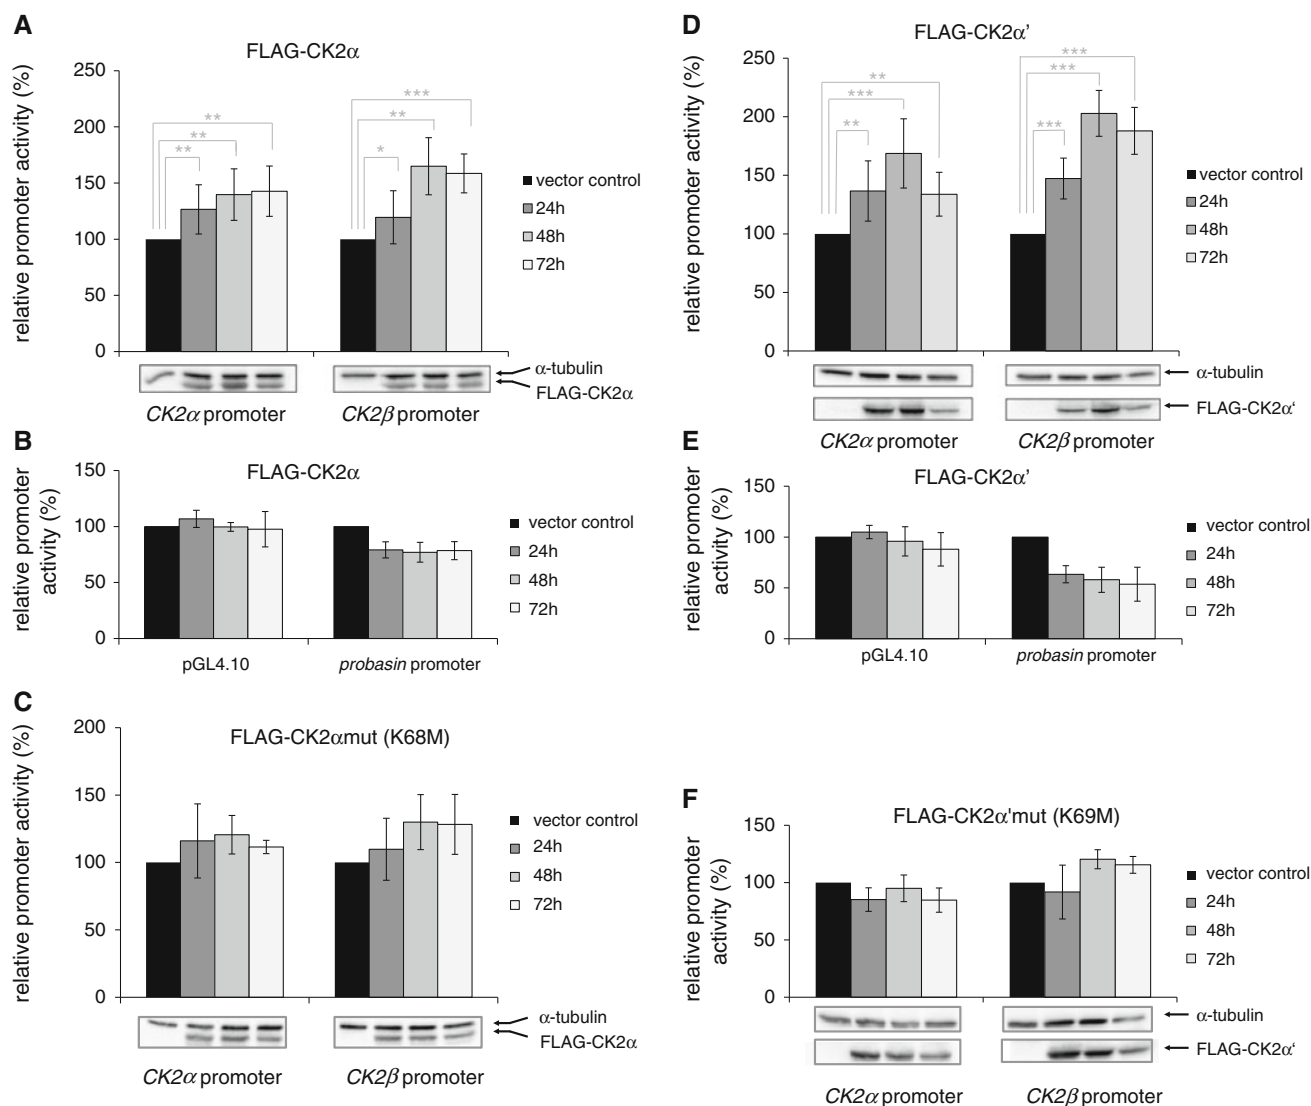 A
FLAG-CK2α
relative promoter activity (%)
250
200
150
100
50
0
**
**
**
***
**
*
vector control
24h
48h
72h
α-tubulin
FLAG-CK2α
CK2α promoter
CK2β promoter
B
FLAG-CK2α
relative promoter
activity (%)
150
100
50
0
vector control
24h
48h
72h
pGL4.10
probasin promoter
C
FLAG-CK2αmut (K68M)
relative promoter activity (%)
200
150
100
50
0
vector control
24h
48h
72h
α-tubulin
FLAG-CK2α
CK2α promoter
CK2β promoter
D
FLAG-CK2α’
relative promoter activity (%)
250
200
150
100
50
0
**
***
**
***
***
***
vector control
24h
48h
72h
α-tubulin
FLAG-CK2α‘
CK2α promoter
CK2β promoter
E
FLAG-CK2α’
relative promoter
activity (%)
150
100
50
0
vector control
24h
48h
72h
pGL4.10
probasin promoter
F
FLAG-CK2α'mut (K69M)
relative promoter
activity (%)
150
100
50
0
vector control
24h
48h
72h
α-tubulin
FLAG-CK2α‘
CK2α promoter
CK2β promoter